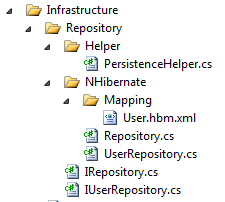 Infrastructure
Repository
Helper
PersistenceHelper.cs
NHibernate
Mapping
User.hbm.xml
Repository.cs
UserRepository.cs
IRepository.cs
IUserRepository.cs